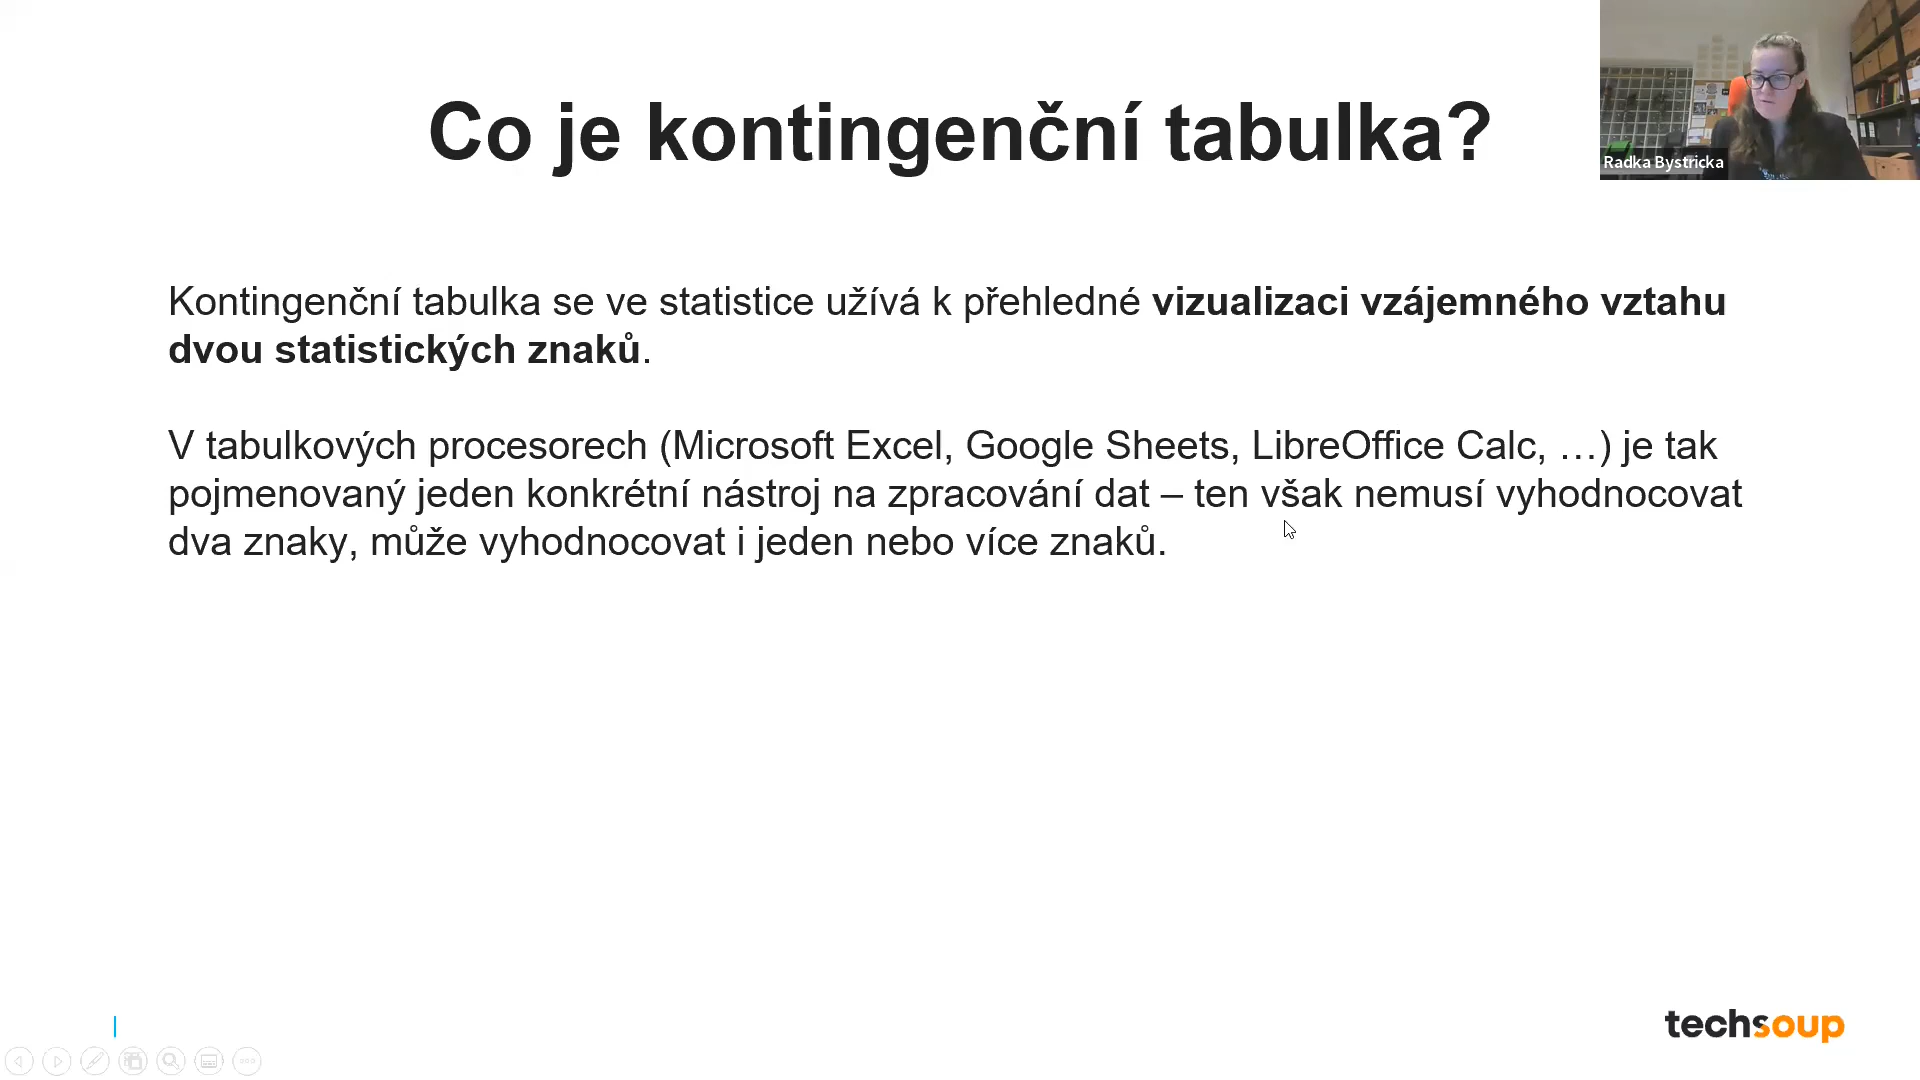 Co je kontingenční tabulka?
Radka Bystricka
Kontingenční tabulka se ve statistice užívá k přehledné vizualizaci vzájemného vztahu
dvou statistických znaků.
V tabulkových procesorech (Microsoft Excel, Google Sheets, LibreOffice Calc, …) je tak
pojmenovaný jeden konkrétní nástroj na zpracování dat – ten však nemusí vyhodnocovat
dva znaky, může vyhodnocovat i jeden nebo více znaků.
techsoup